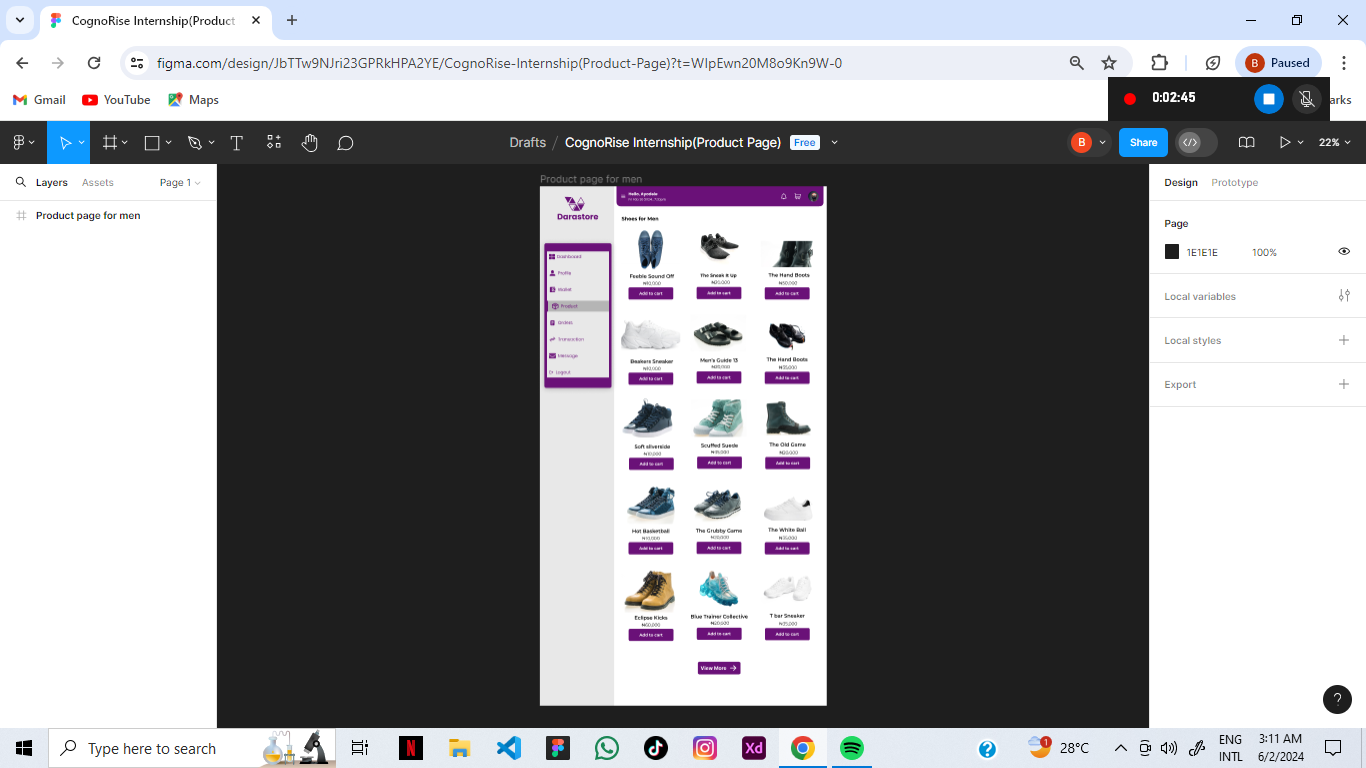 CognoRise Internship(Product
figma.com/design/JbTTw9NJri23GPRkHPA2YE/CognoRise-Internship(Product-Page)?t=WIpEwn20M8o9Kn9W-0
B Paused
Gmail YouTube Maps
0:02:45
arks
Drafts / CognoRise Internship(Product Page) Free
B Share 22%
Layers Assets Page 1
Product page for men
Design Prototype
Page
1E1E1E 100%
Local variables
Local styles
Export
Product page for men
Darastore
Hello, Ayodele
Shoes for Men
Dashboard
Profile
Wallet
Product
Orders
Transaction
Message
Logout
Feeble Sound Off The Sneak It Up The Hand Boots
₦10,000 ₦20,000 ₦50,000
Add to cart Add to cart Add to cart
Beakers Sneaker Men's Guide 13 The Hand Boots
₦10,000 ₦35,000
Add to cart Add to cart Add to cart
Soft sliverside Scuffed Suede The Old Game
₦10,000 ₦15,000 ₦20,000
Add to cart Add to cart Add to cart
Hot Basketball The Grubby Game The White Ball
₦10,000 ₦35,000
Add to cart Add to cart Add to cart
Eclipse Kicks Blue Trainer Collective T bar Sneaker
₦60,000 ₦20,000 ₦35,000
Add to cart Add to cart Add to cart
View More
?
Type here to search
N
Xd
1
28°C
ENG
INTL
3:11 AM
6/2/2024